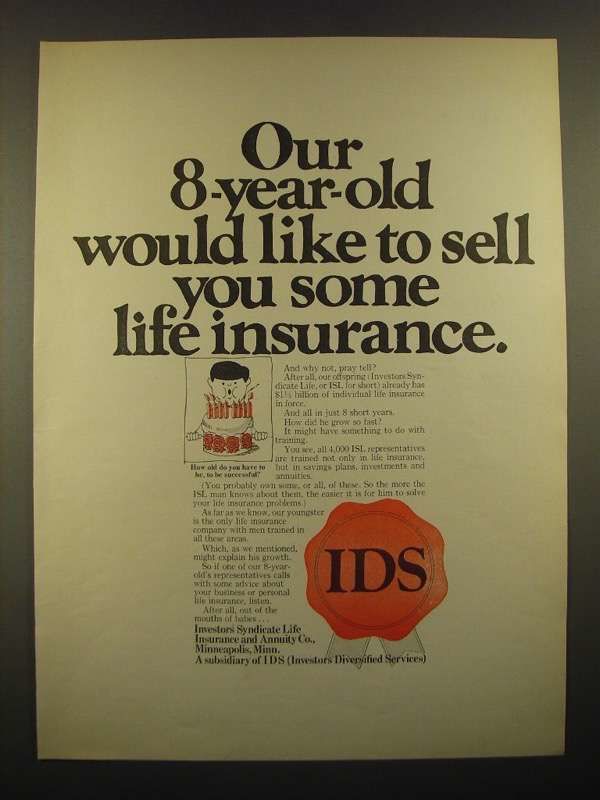 Our
8-year-old
would like to sell
you some
life insurance.
How old do you have to
be, to be successful?
And why not, pray tell?
After all, our offspring (Investors Syn-
dicate Life, or ISL for short) already has
$1½ billion of individual life insurance
in force.
And all in just 8 short years.
How did he grow so fast?
It might have something to do with
training.
You see, all 4,000 ISL representatives
are trained not only in life insurance,
but in savings plans, investments and
annuities.
(You probably own some, or all, of these. So the more the
ISL man knows about them, the easier it is for him to solve
your life insurance problems.)
As far as we know, our youngster
is the only life insurance
company with men trained in
all these areas.
Which, as we mentioned,
might explain his growth.
So if one of our 8-year-
old's representatives calls
with some advice about
your business or personal
life insurance, listen.
After all, out of the
mouths of babes . . .
Investors Syndicate Life
Insurance and Annuity Co.,
Minneapolis, Minn.
A subsidiary of IDS (Investors Diversified Services)
IDS